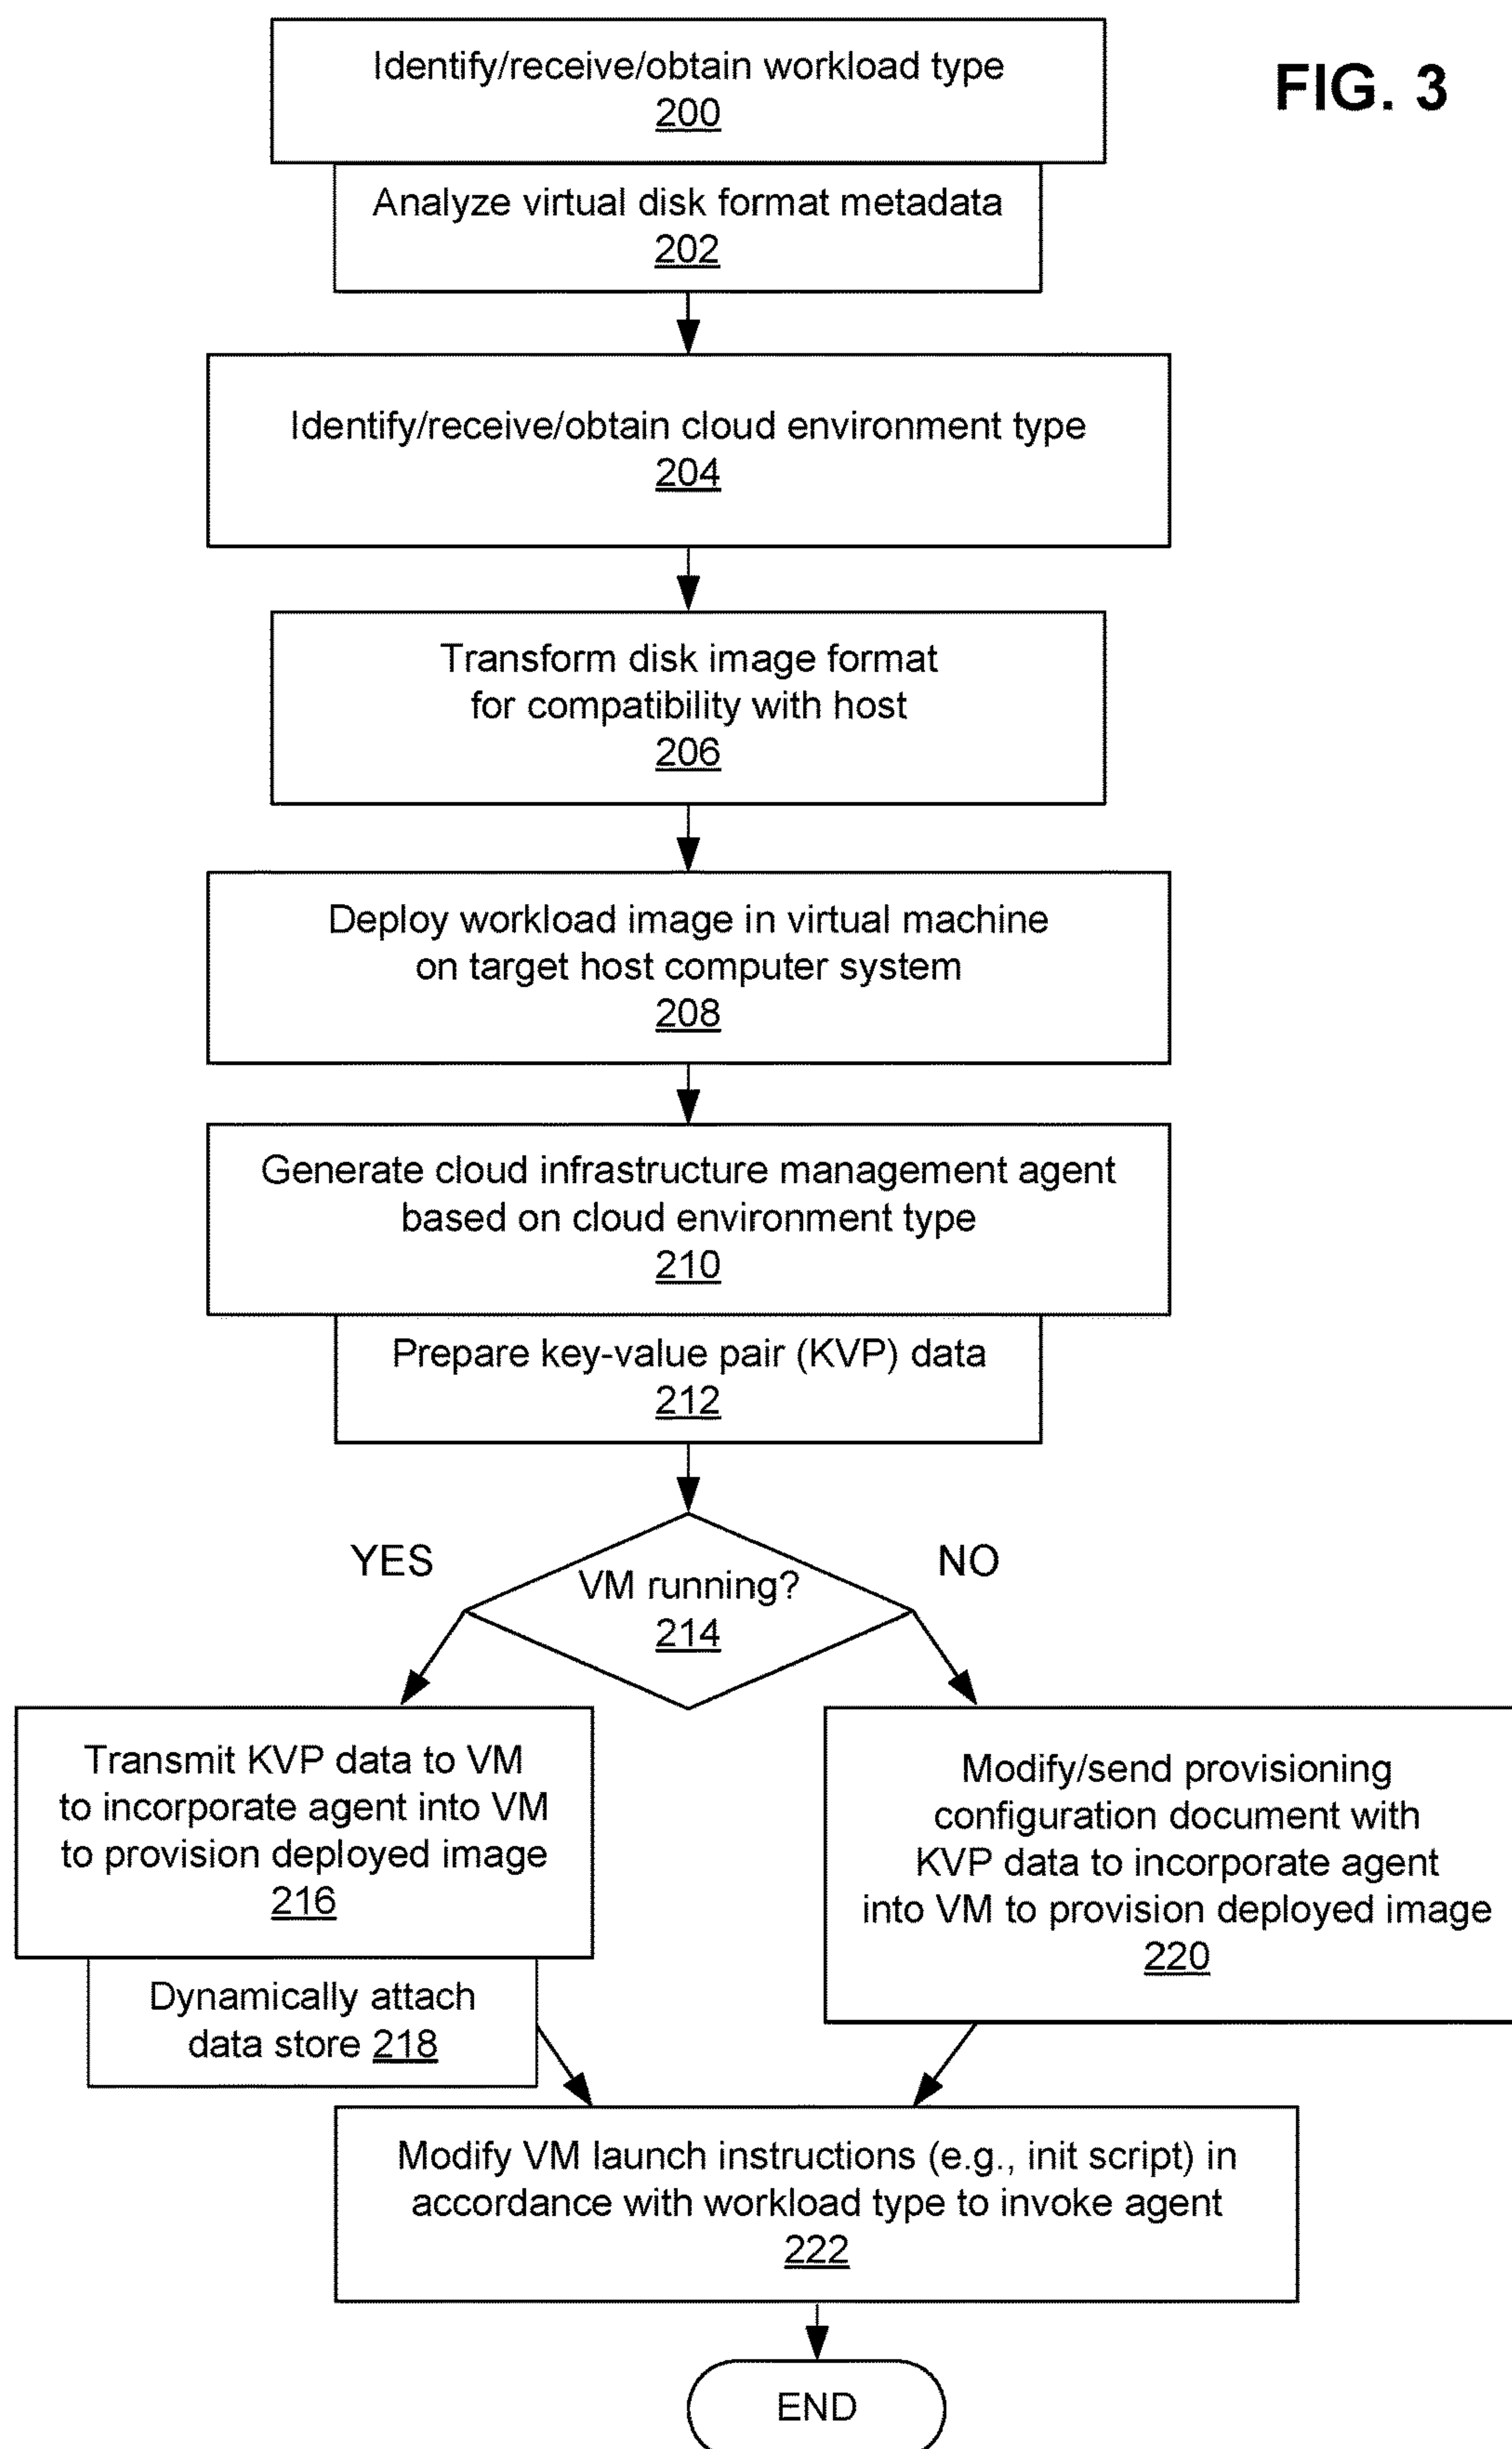 FIG. 3
Identify/receive/obtain workload type
200
Analyze virtual disk format metadata
202
Identify/receive/obtain cloud environment type
204
Transform disk image format
for compatibility with host
206
Deploy workload image in virtual machine
on target host computer system
208
Generate cloud infrastructure management agent
based on cloud environment type
210
Prepare key-value pair (KVP) data
212
YES
NO
VM running?
214
Transmit KVP data to VM
to incorporate agent into VM
to provision deployed image
216
Dynamically attach
data store 218
Modify/send provisioning
configuration document with
KVP data to incorporate agent
into VM to provision deployed image
220
Modify VM launch instructions (e.g., init script) in
accordance with workload type to invoke agent
222
END